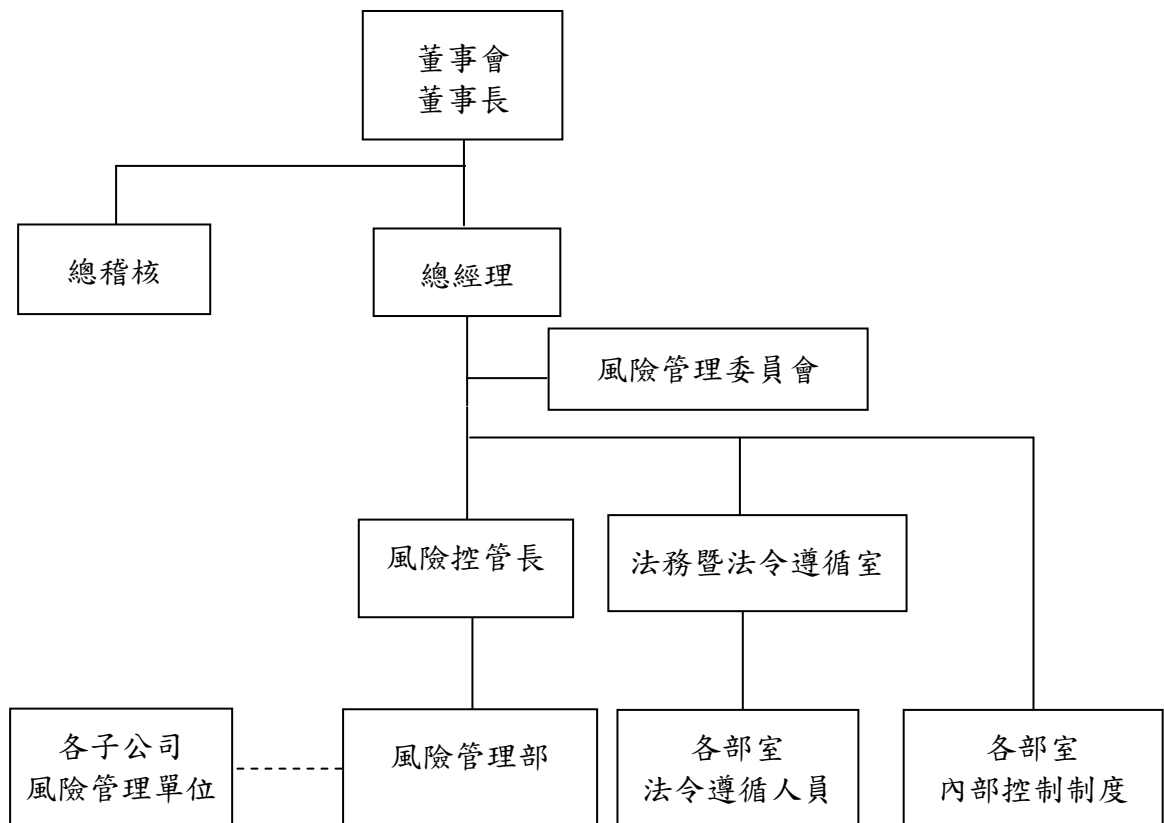 董事會
董事長
總稽核
總經理
風險管理委員會
風險控管長
法務暨法令遵循室
各子公司
風險管理單位
風險管理部
各部室
法令遵循人員
各部室
內部控制制度